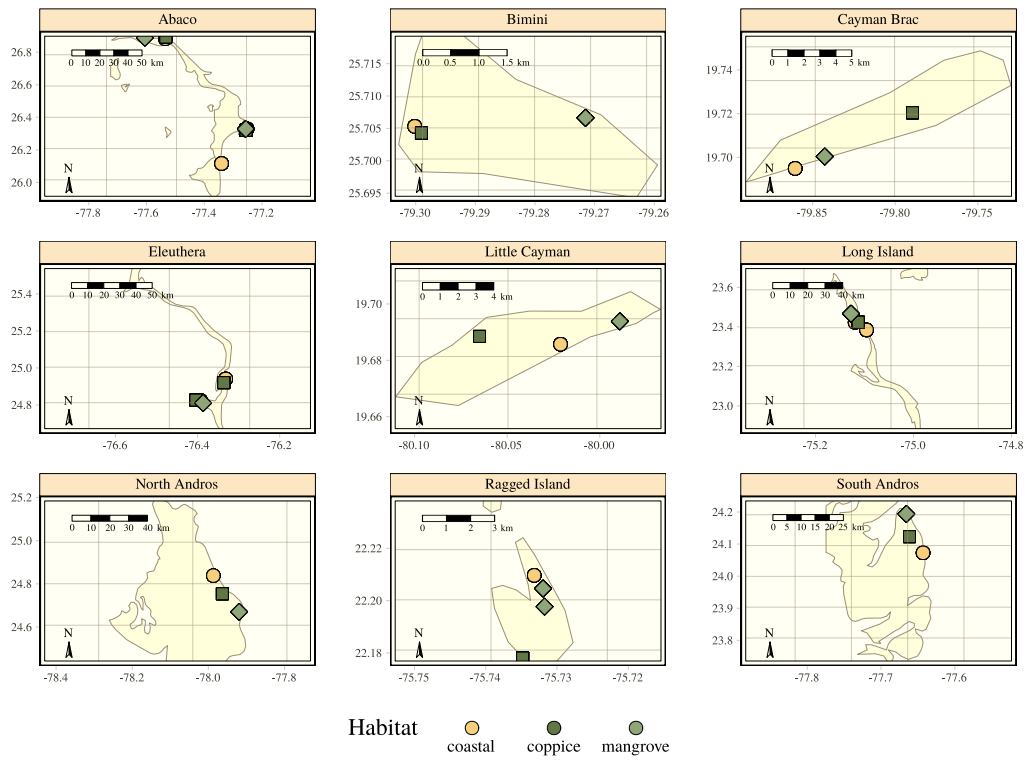 Abaco
26.8
26.6
26.4
26.2
26.0
0 10 20 30 40 50 km
N
-77.8 -77.6 -77.4 -77.2
Bimini
25.715
25.710
25.705
25.700
25.695
0.0 0.5 1.0 1.5 km
N
-79.30 -79.29 -79.28 -79.27 -79.26
Cayman Brac
19.74
19.72
19.70
0 1 2 3 4 5 km
N
-79.85 -79.80 -79.75
Eleuthera
25.4
25.2
25.0
24.8
0 10 20 30 40 50 km
N
-76.6 -76.4 -76.2
Little Cayman
19.70
19.68
19.66
0 1 2 3 4 km
N
-80.10 -80.05 -80.00
Long Island
23.6
23.4
23.2
23.0
0 10 20 30 40 km
N
-75.2 -75.0 -74.8
North Andros
25.2
25.0
24.8
24.6
0 10 20 30 40 km
N
-78.4 -78.2 -78.0 -77.8
Ragged Island
22.22
22.20
22.18
0 1 2 3 km
N
-75.75 -75.74 -75.73 -75.72
South Andros
24.2
24.1
24.0
23.9
23.8
0 5 10 15 20 25 km
N
-77.8 -77.7 -77.6
Habitat
coastal coppice mangrove